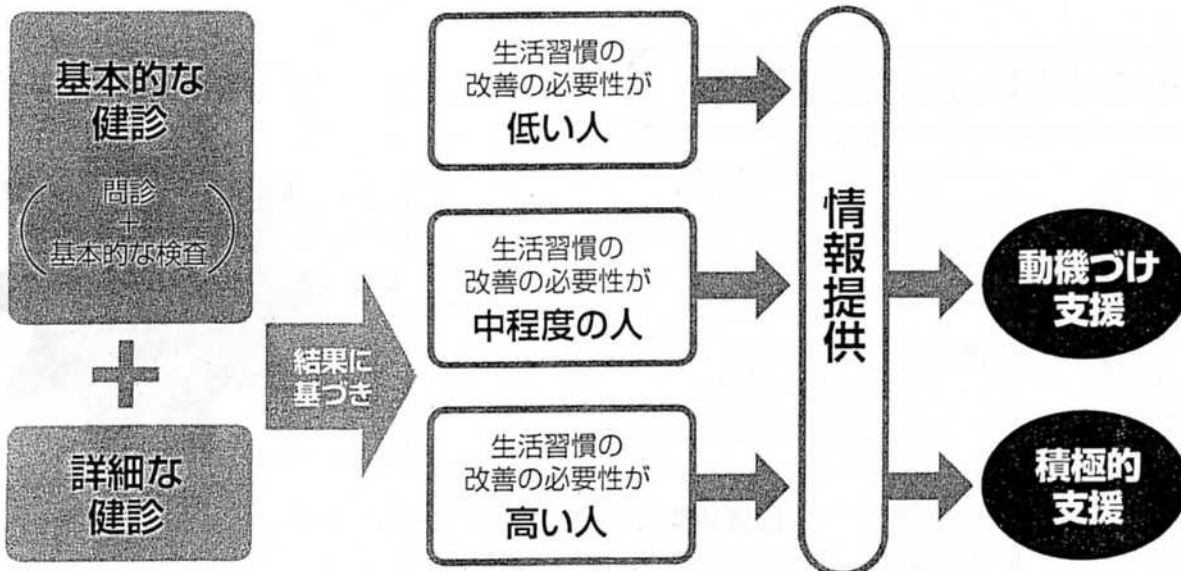 基本的な
健診
問診
+
基本的な検査
+
詳細な
健診
結果に
基づき
生活習慣の
改善の必要性が
低い人
生活習慣の
改善の必要性が
中程度の人
生活習慣の
改善の必要性が
高い人
情報提供
動機づけ
支援
積極的
支援